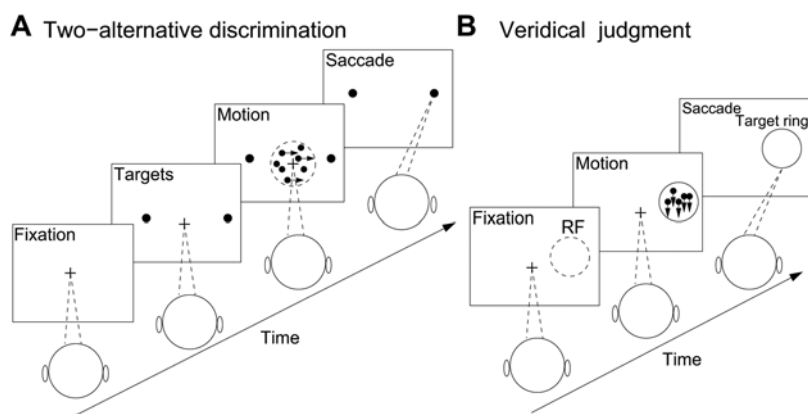 A Two-alternative discrimination
Saccade
Motion
Targets
Fixation
Time
B Veridical judgment
Saccade
Target ring
Motion
Fixation
RF
Time